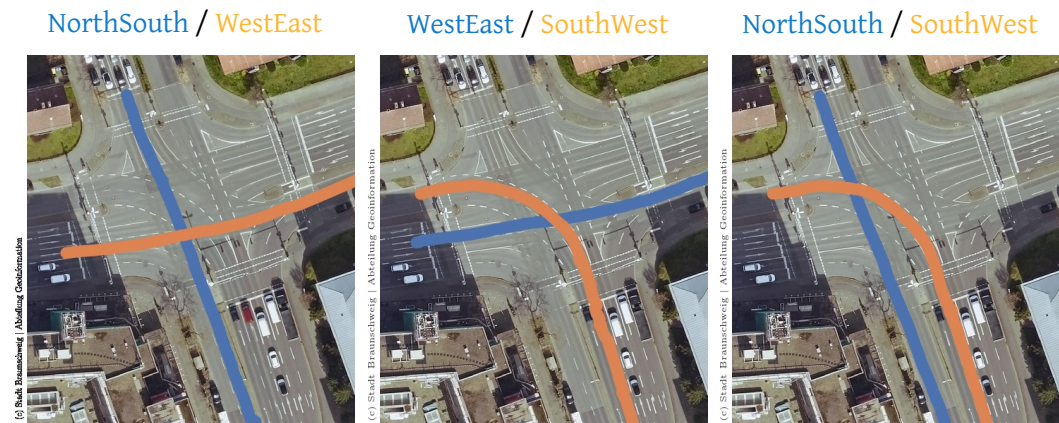 NorthSouth / WestEast
WestEast / SouthWest
NorthSouth / SouthWest
(c) Stadt Braunschweig | Abteilung Geoinformation
(c) Stadt Braunschweig | Abteilung Geoinformation
(c) Stadt Braunschweig | Abteilung Geoinformation